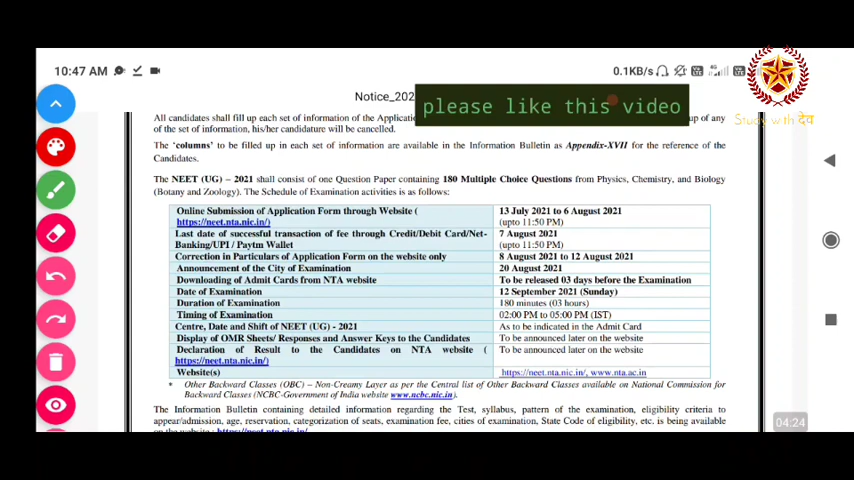 10:47 AM
0.1KB/s
Notice_202
please like this video
Study with देव
All candidates shall fill up each set of information of the Applicatio
up of any
of the set of information, his/her candidature will be cancelled.
The 'columns' to be filled up in each set of information are available in the Information Bulletin as Appendix-XVII for the reference of the
Candidates.
The NEET (UG) – 2021 shall consist of one Question Paper containing 180 Multiple Choice Questions from Physics, Chemistry, and Biology
(Botany and Zoology). The Schedule of Examination activities is as follows:
Online Submission of Application Form through Website ( 13 July 2021 to 6 August 2021
https://neet.nta.nic.in/) (upto 11:50 PM)
Last date of successful transaction of fee through Credit/Debit Card/Net- 7 August 2021
Banking/UPI / Paytm Wallet (upto 11:50 PM)
Correction in Particulars of Application Form on the website only 8 August 2021 to 12 August 2021
Announcement of the City of Examination 20 August 2021
Downloading of Admit Cards from NTA website To be released 03 days before the Examination
Date of Examination 12 September 2021 (Sunday)
Duration of Examination 180 minutes (03 hours)
Timing of Examination 02:00 PM to 05:00 PM (IST)
Centre, Date and Shift of NEET (UG) - 2021 As to be indicated in the Admit Card
Display of OMR Sheets/ Responses and Answer Keys to the Candidates To be announced later on the website
Declaration of Result to the Candidates on NTA website ( To be announced later on the website
https://neet.nta.nic.in/)
Website(s) https://neet.nta.nic.in/, www.nta.ac.in
* Other Backward Classes (OBC) – Non-Creamy Layer as per the Central list of Other Backward Classes available on National Commission for
Backward Classes (NCBC-Government of India website www.ncbc.nic.in).
The Information Bulletin containing detailed information regarding the Test, syllabus, pattern of the examination, eligibility criteria to
appear/admission, age, reservation, categorization of seats, examination fee, cities of examination, State Code of eligibility, etc. is being available
04:24